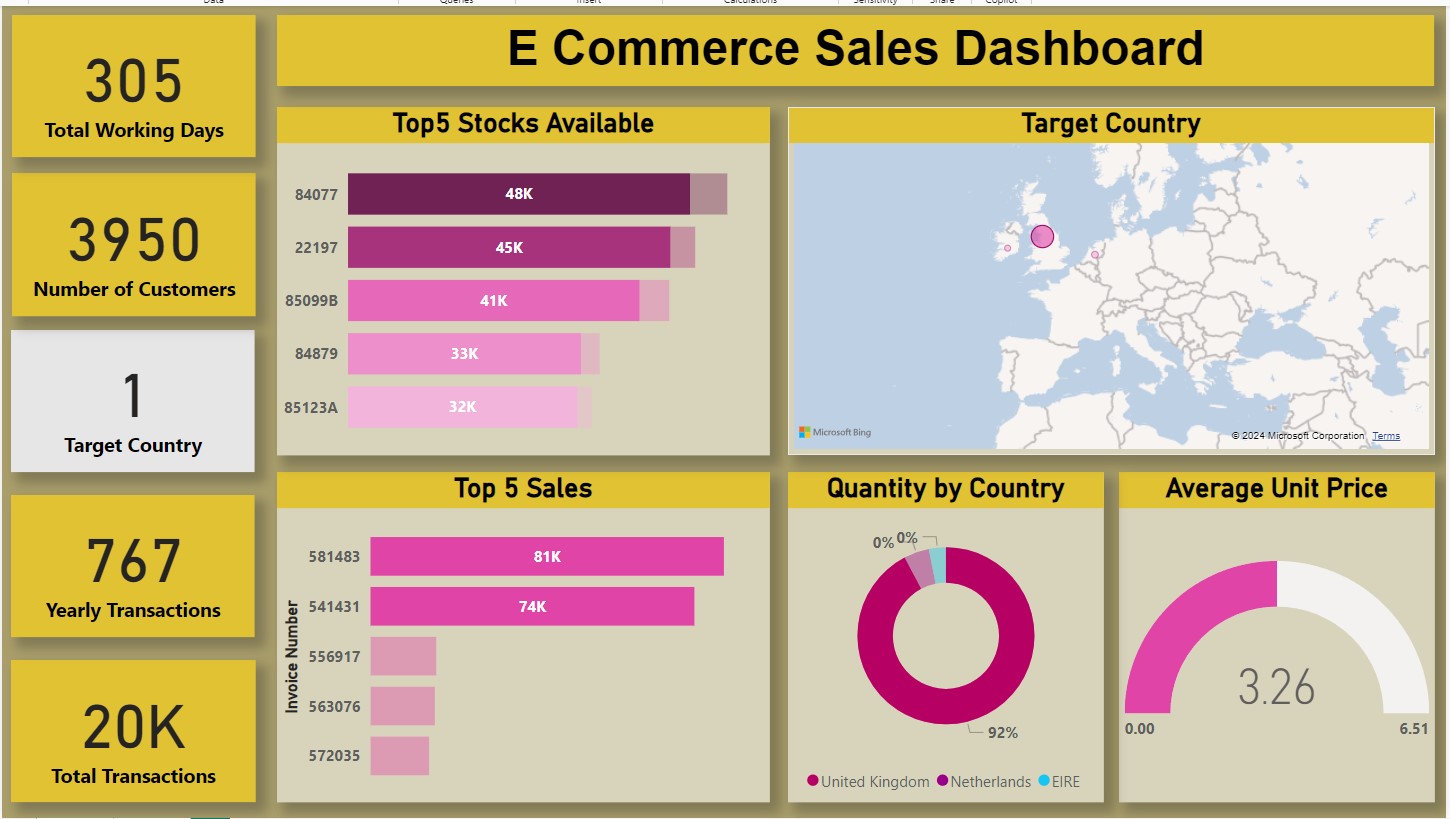 Data Queries Insert Calculations Sensitivity Share Copilot
E Commerce Sales Dashboard
305
Total Working Days
3950
Number of Customers
1
Target Country
767
Yearly Transactions
20K
Total Transactions
Top5 Stocks Available
84077 48K
22197 45K
85099B 41K
84879 33K
85123A 32K
Target Country
Microsoft Bing
© 2024 Microsoft Corporation Terms
Top 5 Sales
Invoice Number
581483 81K
541431 74K
556917
563076
572035
Quantity by Country
0% 0%
92%
United Kingdom Netherlands EIRE
Average Unit Price
3.26
0.00 6.51